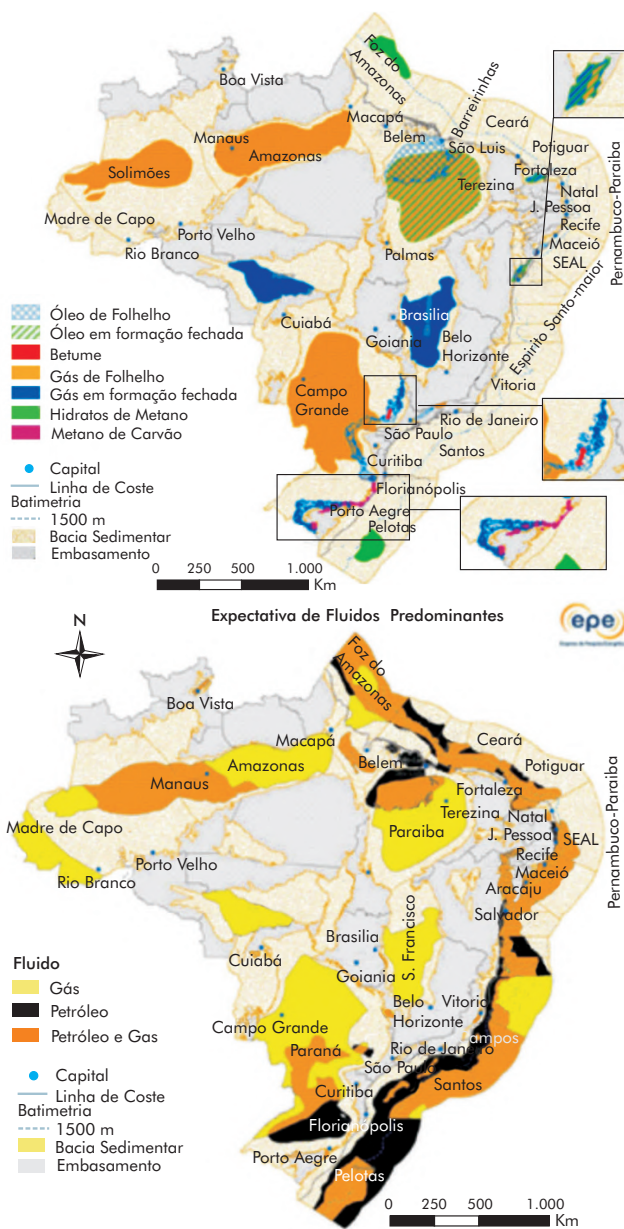 Foz do
Amazonas
Boa Vista
Barreirinhas
Macapá
Belém
Ceará
São Luis
Potiguar
Manaus
Amazonas
Fortaleza
Solimões
Terezina
Natal
J. Pessoa
Pernambuco-Paraiba
Madre de Capo
Recife
Porto Velho
Maceió
Rio Branco
Palmas
SEAL
Cuiabá
Brasilia
Goiania
Belo
Horizonte
Espirito Santo-maior
Vitoria
Campo
Grande
Rio de Janeiro
São Paulo
Santos
Curitiba
Florianópolis
Porto Aegre
Pelotas
Óleo de Folhelho
Óleo em formação fechada
Betume
Gás de Folhelho
Gás em formação fechada
Hidratos de Metano
Metano de Carvão
Capital
Linha de Coste
Batimetria
1500 m
Bacia Sedimentar
Embasamento
0 250 500 1.000
Km
Expectativa de Fluidos Predominantes
epe
N
Foz do
Amazonas
Boa Vista
Macapá
Ceará
Belem
Amazonas
Potiguar
Manaus
Fortaleza
Terezina
Natal
Pernambuco-Paraiba
Madre de Capo
Paraiba
J. Pessoa
SEAL
Porto Velho
Recife
Rio Branco
Maceió
Aracaju
Salvador
Brasilia
S. Francisco
Cuiabá
Goiania
Belo
Horizonte
Vitoria
Campo Grande
Rio de Janeiro
Paraná
São Paulo
Santos
Curitiba
Florianópolis
Porto Aegre
Pelotas
Fluido
Gás
Petróleo
Petróleo e Gas
Capital
Linha de Coste
Batimetria
1500 m
Bacia Sedimentar
Embasamento
0 250 500 1.000
Km